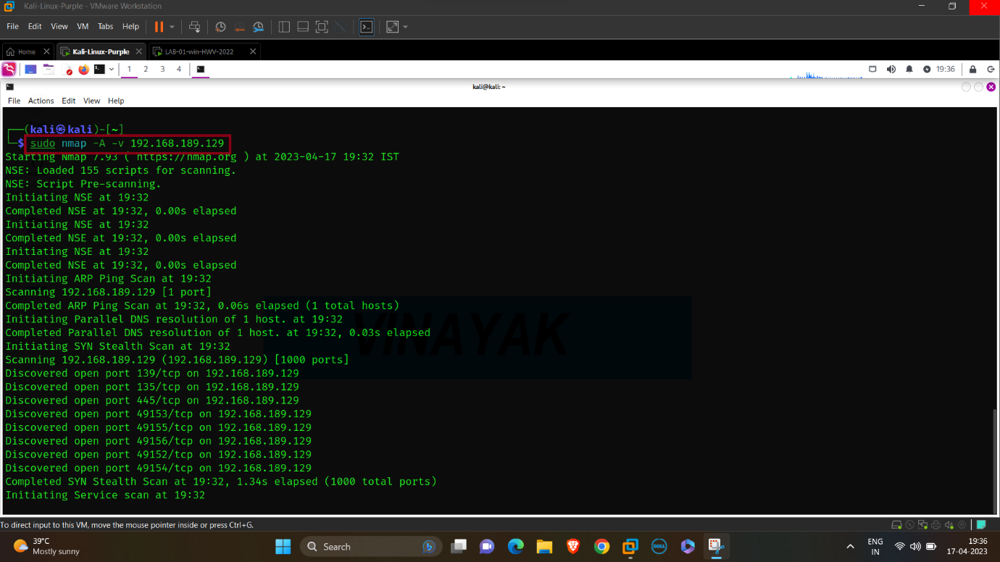 Kali-Linux-Purple - VMware Workstation
File Edit View VM Tabs Help
Home Kali-Linux-Purple LAB-01-win-HWV-2022
1 2 3 4 19:36
kali@kali: ~
File Actions Edit View Help
┌──(kali㉿kali)-[~]
└─$ sudo nmap -A -v 192.168.189.129
Starting Nmap 7.93 ( https://nmap.org ) at 2023-04-17 19:32 IST
NSE: Loaded 155 scripts for scanning.
NSE: Script Pre-scanning.
Initiating NSE at 19:32
Completed NSE at 19:32, 0.00s elapsed
Initiating NSE at 19:32
Completed NSE at 19:32, 0.00s elapsed
Initiating NSE at 19:32
Completed NSE at 19:32, 0.00s elapsed
Initiating ARP Ping Scan at 19:32
Scanning 192.168.189.129 [1 port]
Completed ARP Ping Scan at 19:32, 0.06s elapsed (1 total hosts)
Initiating Parallel DNS resolution of 1 host. at 19:32
Completed Parallel DNS resolution of 1 host. at 19:32, 0.03s elapsed
VINAYAK
Initiating SYN Stealth Scan at 19:32
Scanning 192.168.189.129 (192.168.189.129) [1000 ports]
Discovered open port 139/tcp on 192.168.189.129
Discovered open port 135/tcp on 192.168.189.129
Discovered open port 445/tcp on 192.168.189.129
Discovered open port 49153/tcp on 192.168.189.129
Discovered open port 49155/tcp on 192.168.189.129
Discovered open port 49156/tcp on 192.168.189.129
Discovered open port 49152/tcp on 192.168.189.129
Discovered open port 49154/tcp on 192.168.189.129
Completed SYN Stealth Scan at 19:32, 1.34s elapsed (1000 total ports)
Initiating Service scan at 19:32
To direct input to this VM, move the mouse pointer inside or press Ctrl+G.
39°C
Mostly sunny
Search
DELL
ENG
IN
19:36
17-04-2023